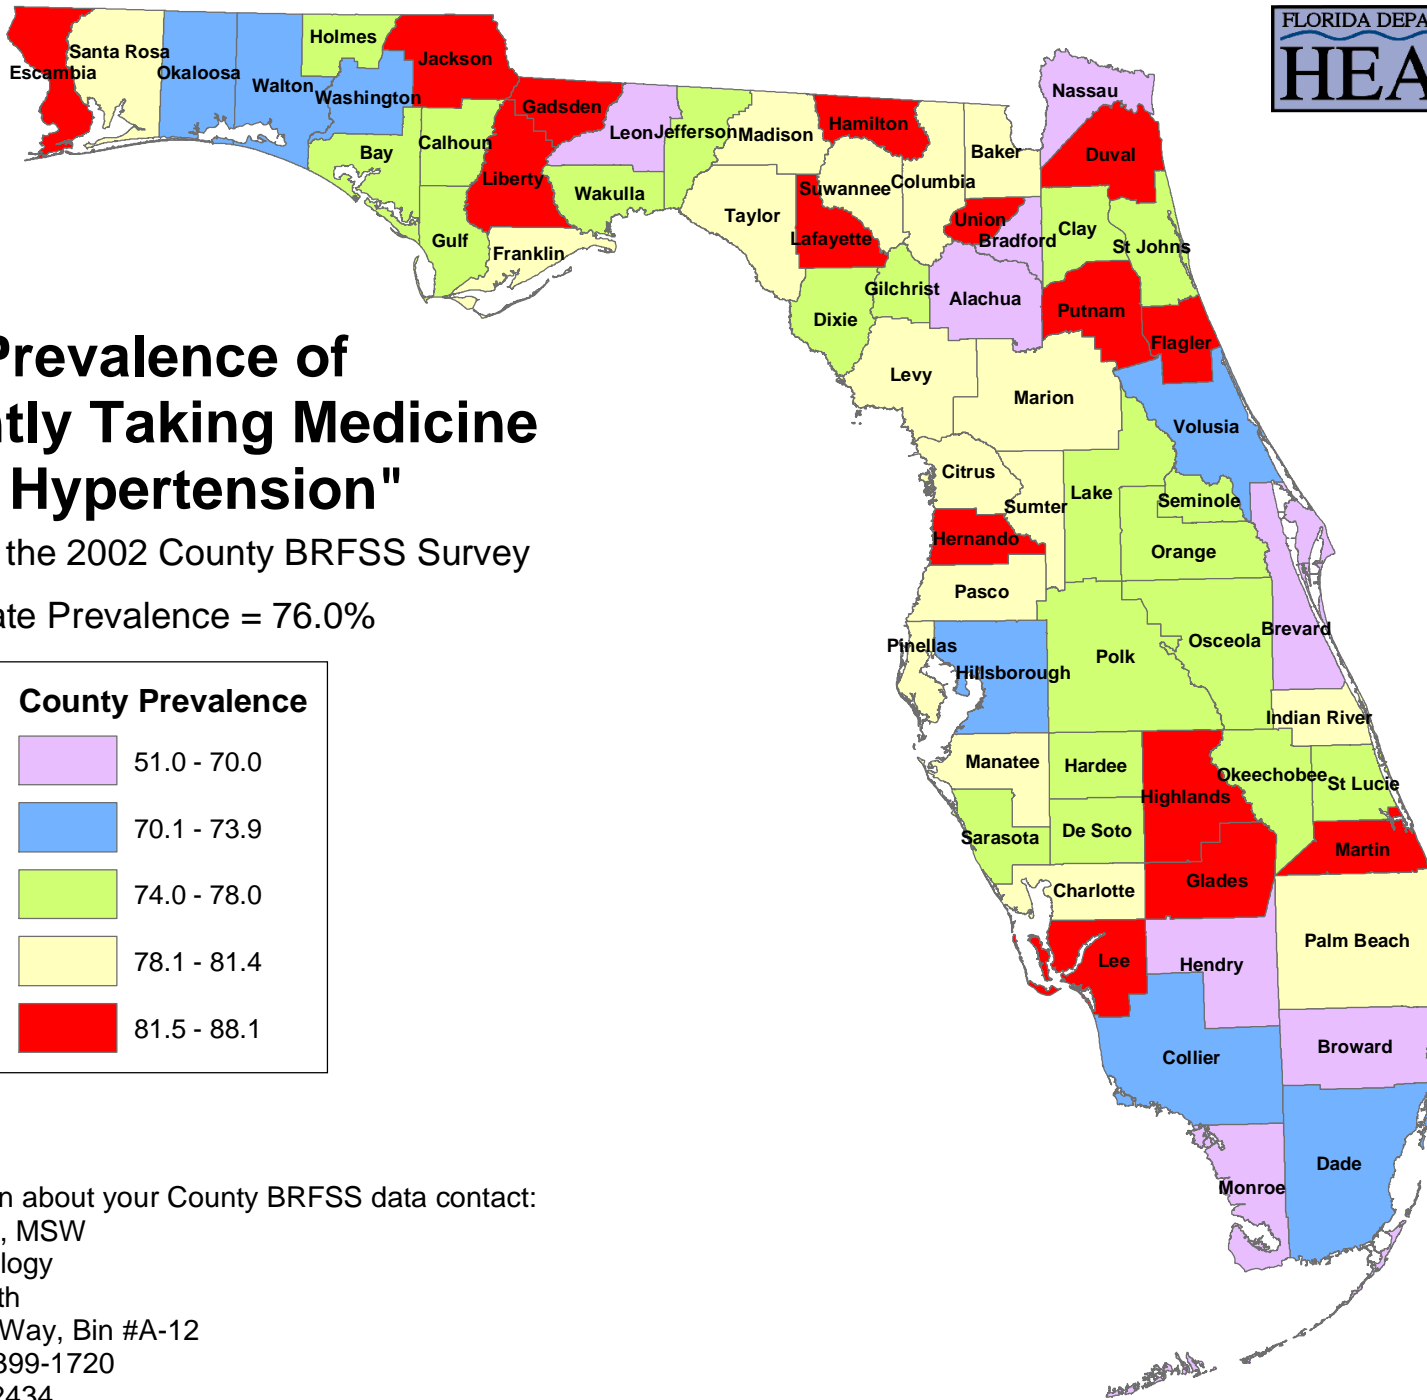 FLORIDA DEPA
HEA
Holmes
Santa Rosa
Jackson
Escambia
Okaloosa
Walton
Washington
Nassau
Gadsden
Leon
Jefferson
Madison
Hamilton
Calhoun
Bay
Baker
Duval
Liberty
Suwannee
Columbia
Wakulla
Taylor
Union
Bradford
Clay
St Johns
Lafayette
Gulf
Franklin
Gilchrist
Alachua
Dixie
Putnam
Flagler
Prevalence of
ntly Taking Medicine
Hypertension"
the 2002 County BRFSS Survey
ate Prevalence = 76.0%
Levy
Marion
Volusia
Citrus
Sumter
Lake
Seminole
Hernando
Orange
Pasco
Pinellas
Hillsborough
Polk
Osceola
Brevard
Indian River
Manatee
Hardee
Highlands
Okeechobee
St Lucie
Sarasota
De Soto
Martin
Charlotte
Glades
Lee
Hendry
Palm Beach
Collier
Broward
Dade
Monroe
County Prevalence
51.0 - 70.0
70.1 - 73.9
74.0 - 78.0
78.1 - 81.4
81.5 - 88.1
n about your County BRFSS data contact:
, MSW
logy
th
Way, Bin #A-12
399-1720
2434